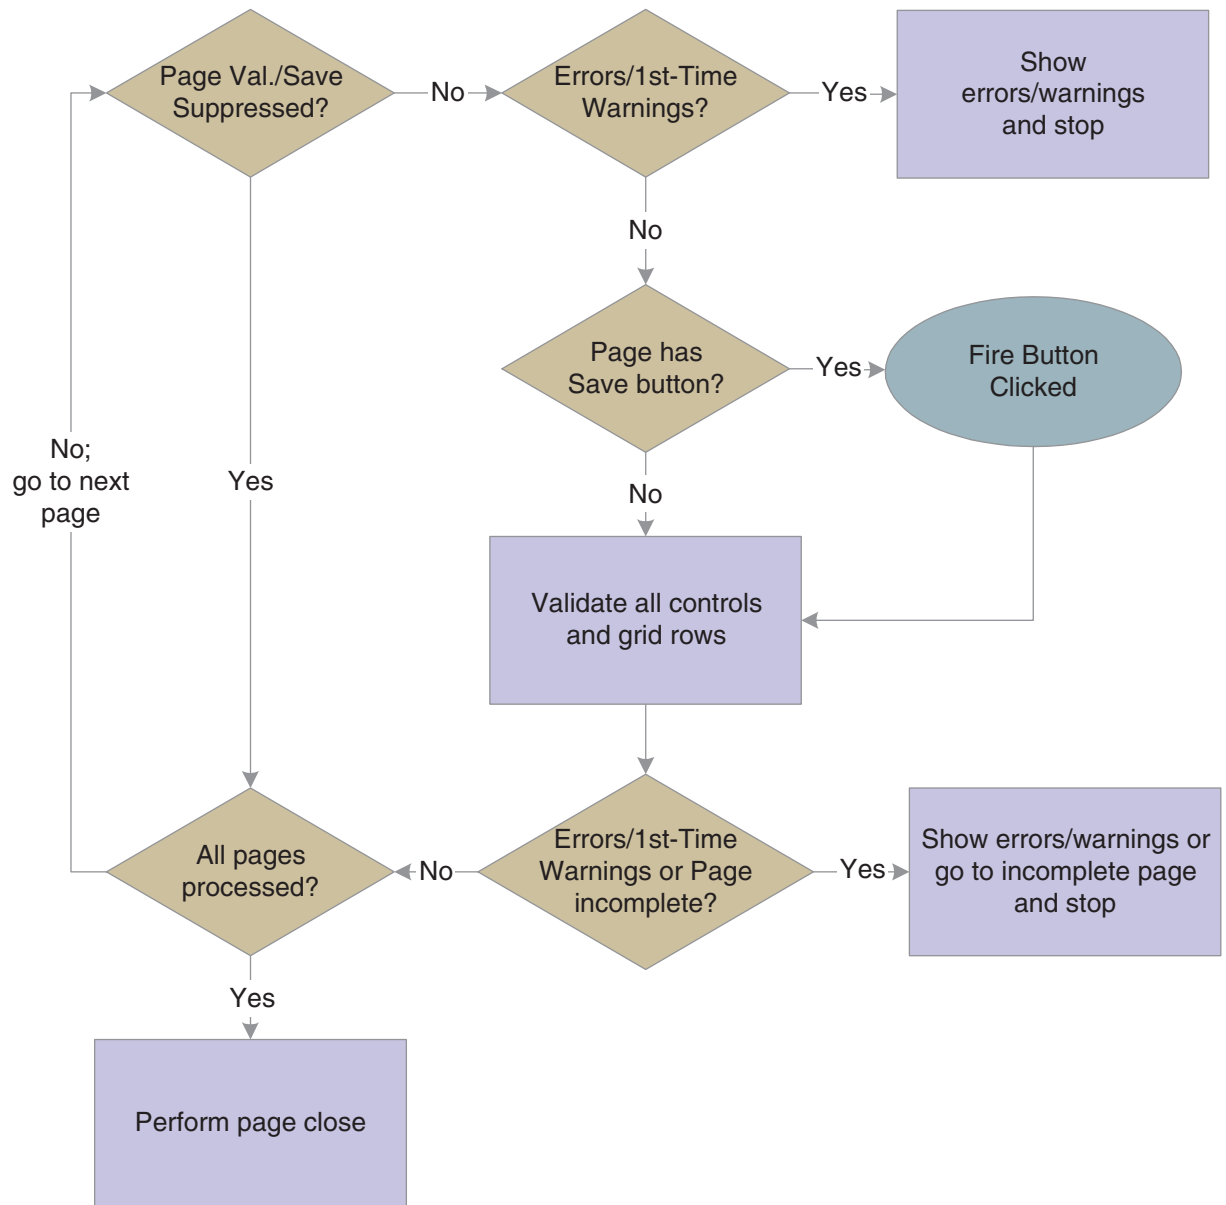 Page Val./Save
Suppressed?
No
Errors/1st-Time
Warnings?
Yes
Show
errors/warnings
and stop
No
Page has
Save button?
Yes
Fire Button
Clicked
No;
go to next
page
Yes
No
Validate all controls
and grid rows
All pages
processed?
No
Errors/1st-Time
Warnings or Page
incomplete?
Yes
Show errors/warnings or
go to incomplete page
and stop
Yes
Perform page close